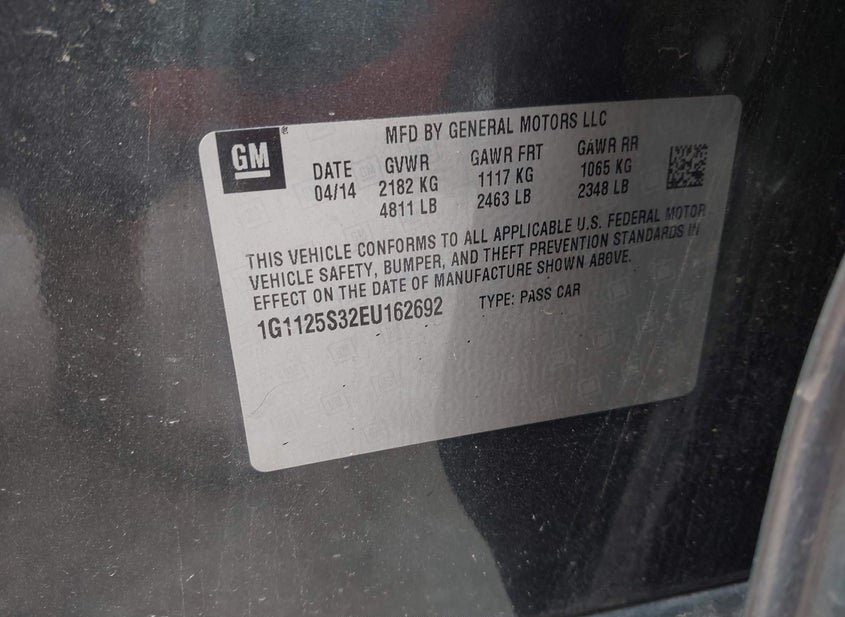 GM
MFD BY GENERAL MOTORS LLC
DATE GVWR GAWR FRT GAWR RR
04/14 2182 KG 1117 KG 1065 KG
4811 LB 2463 LB 2348 LB
THIS VEHICLE CONFORMS TO ALL APPLICABLE U.S. FEDERAL MOTOR
VEHICLE SAFETY, BUMPER, AND THEFT PREVENTION STANDARDS IN
EFFECT ON THE DATE OF MANUFACTURE SHOWN ABOVE.
1G1125S32EU162692 TYPE: PASS CAR